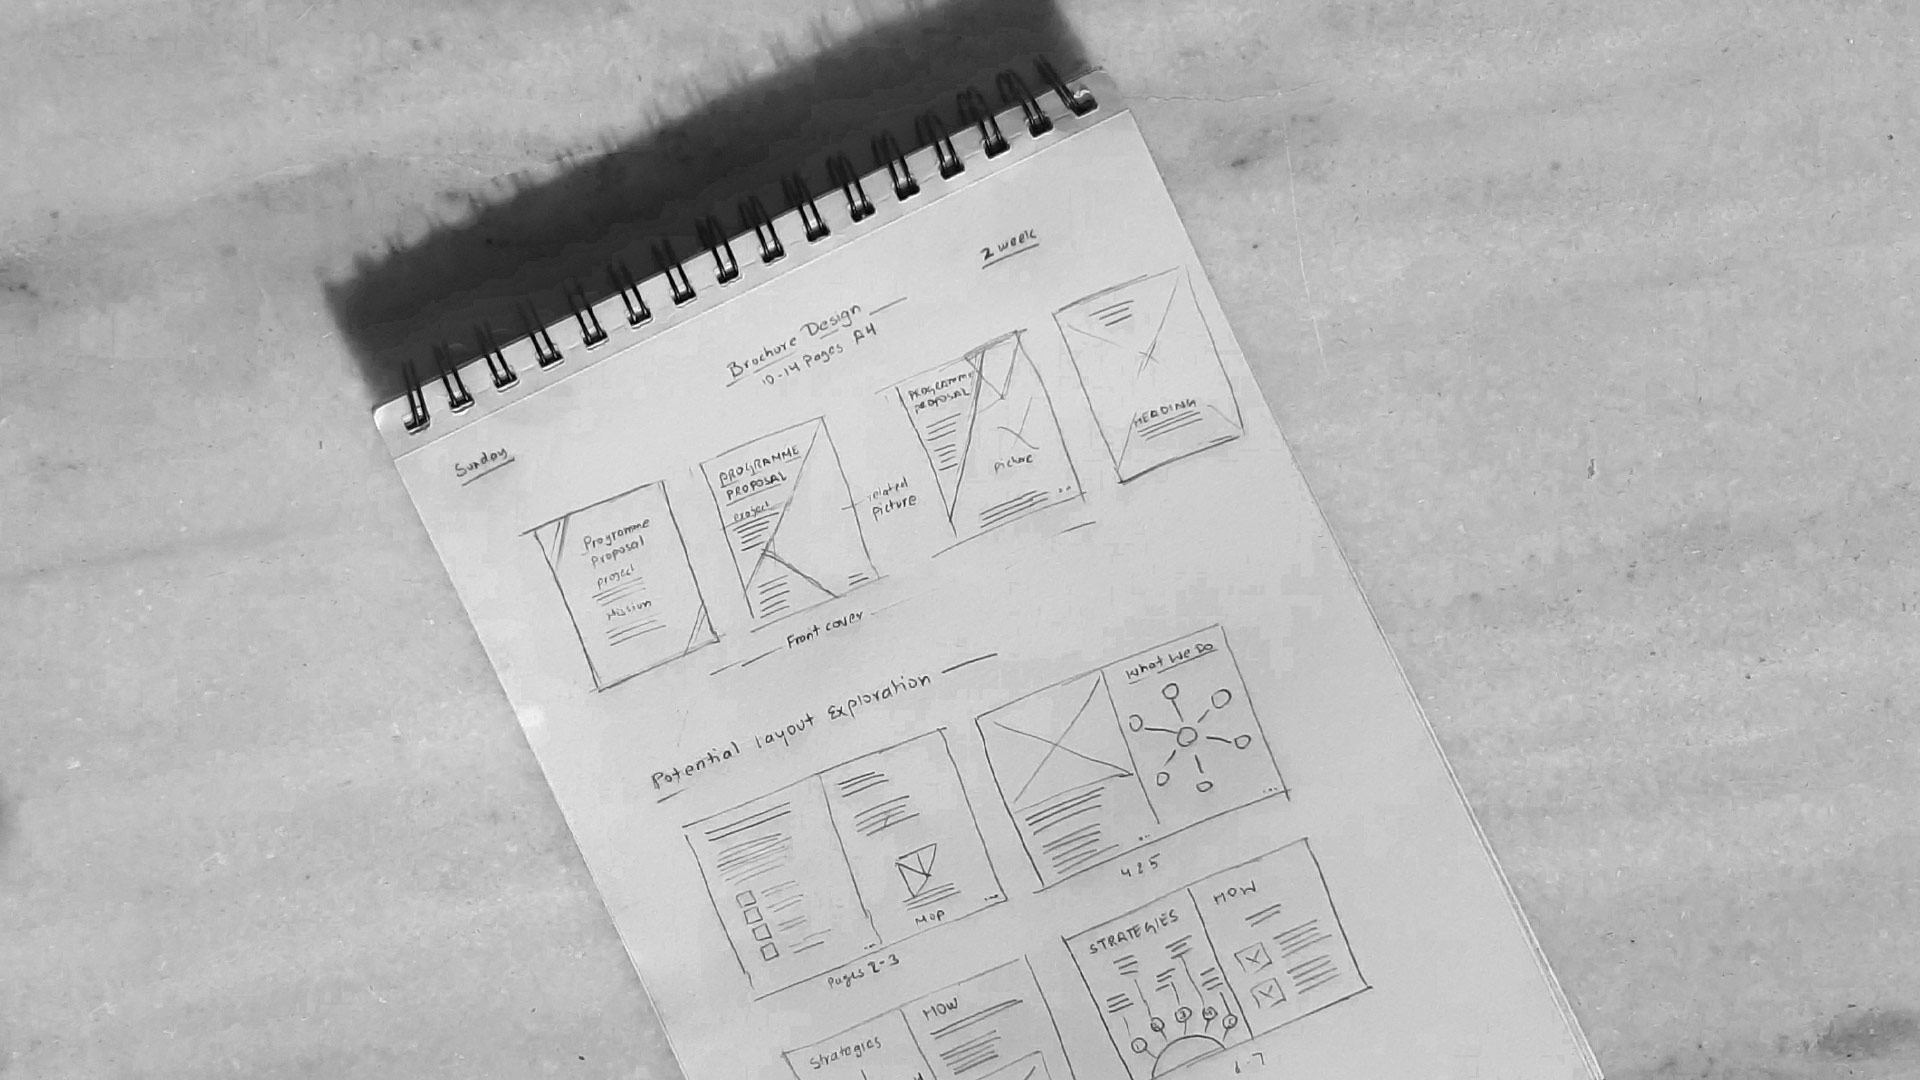 2 week
Brochure Design
10-14 Pages A4
Sunday
Programme
Proposal
project
Mission
PROGRAMME
PROPOSAL
project
related
picture
PROGRAMME
PROPOSAL
picture
HEADING
Front cover
Potential layout Exploration
Map
Pages 2-3
What We Do
4 & 5
Strategies
HOW
STRATEGIES
HOW
6-7